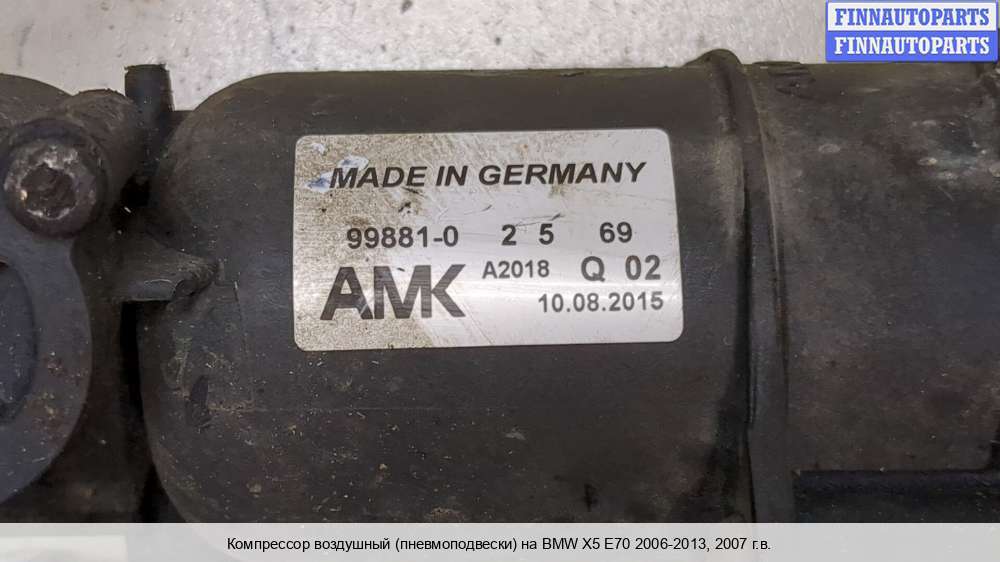 FINNAUTOPARTS
FINNAUTOPARTS
MADE IN GERMANY
99881-0 2 5 69
AMK A2018 Q 02
10.08.2015
Компрессор воздушный (пневмоподвески) на BMW X5 E70 2006-2013, 2007 г.в.